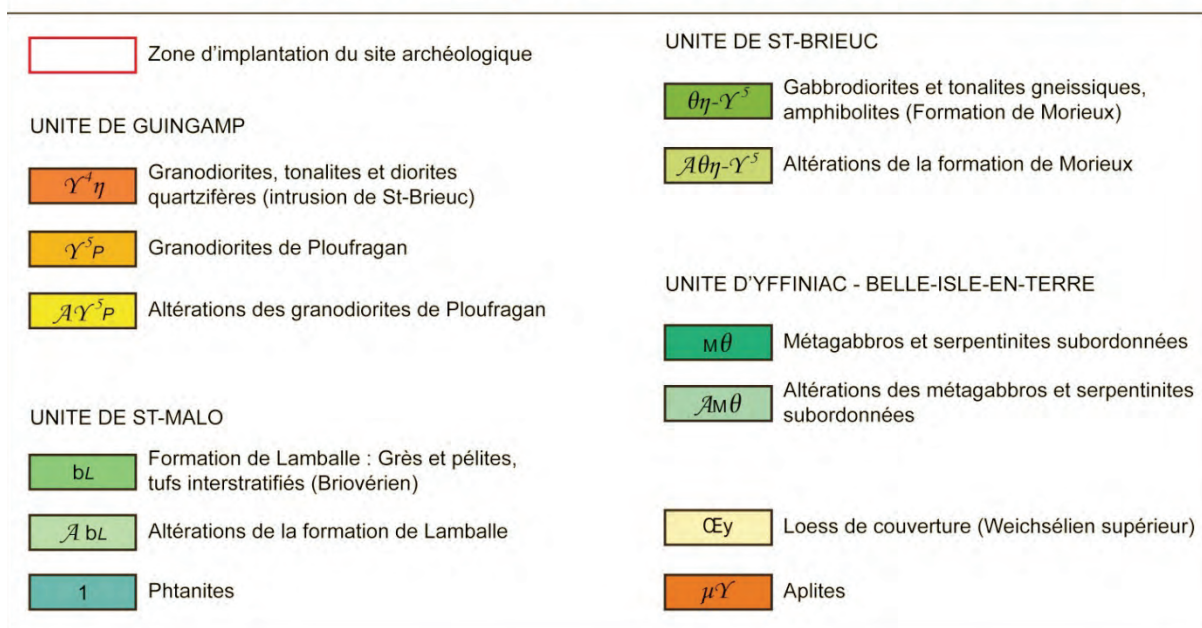 Zone d'implantation du site archéologique
UNITE DE GUINGAMP
ϒ⁴η
Granodiorites, tonalites et diorites
quartzifères (intrusion de St-Brieuc)
ϒ⁵P
Granodiorites de Ploufragan
Aϒ⁵P
Altérations des granodiorites de Ploufragan
UNITE DE ST-MALO
bL
Formation de Lamballe : Grès et pélites,
tufs interstratifiés (Briovérien)
A bL
Altérations de la formation de Lamballe
1
Phtanites
UNITE DE ST-BRIEUC
θη-ϒ⁵
Gabbrodiorites et tonalites gneissiques,
amphibolites (Formation de Morieux)
Aθη-ϒ⁵
Altérations de la formation de Morieux
UNITE D'YFFINIAC - BELLE-ISLE-EN-TERRE
Mθ
Métagabbros et serpentinites subordonnées
AMθ
Altérations des métagabbros et serpentinites
subordonnées
Œy
Loess de couverture (Weichsélien supérieur)
μϒ
Aplites